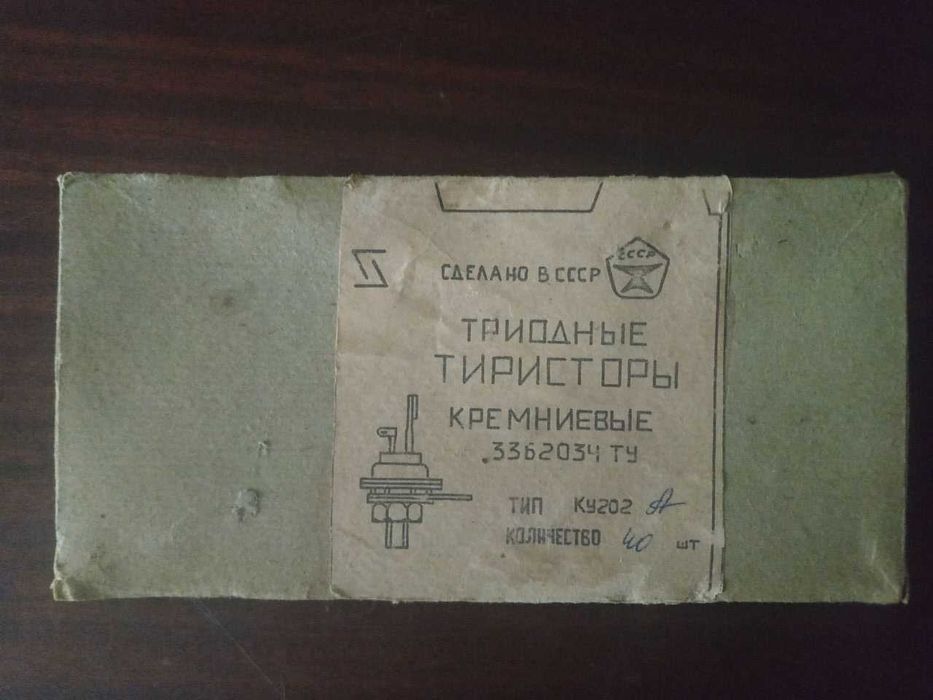 СДЕЛАНО В СССР
СССР
ТРИОДНЫЕ
ТИРИСТОРЫ
КРЕМНИЕВЫЕ
.3362034 ТУ
ТИП КУ202 А
КОЛИЧЕСТВО 40 шт